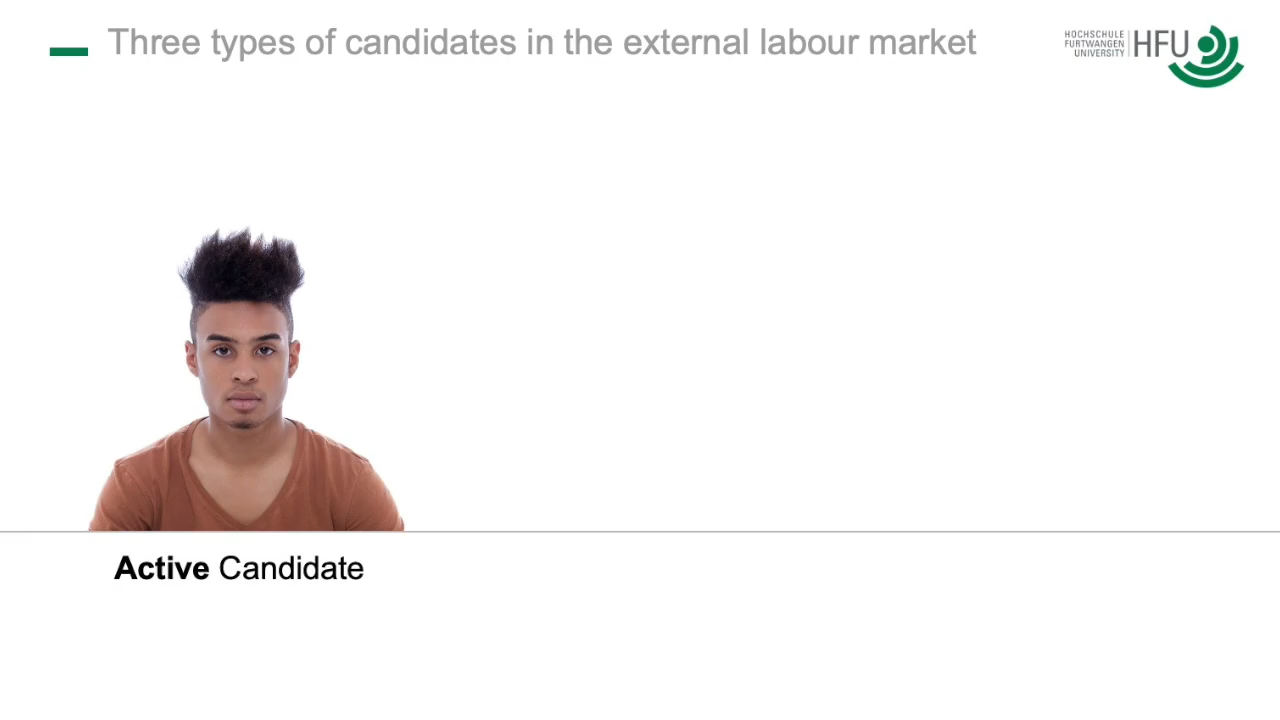 Three types of candidates in the external labour market
HOCHSCHULE
FURTWANGEN
UNIVERSITY
HFU
Active Candidate